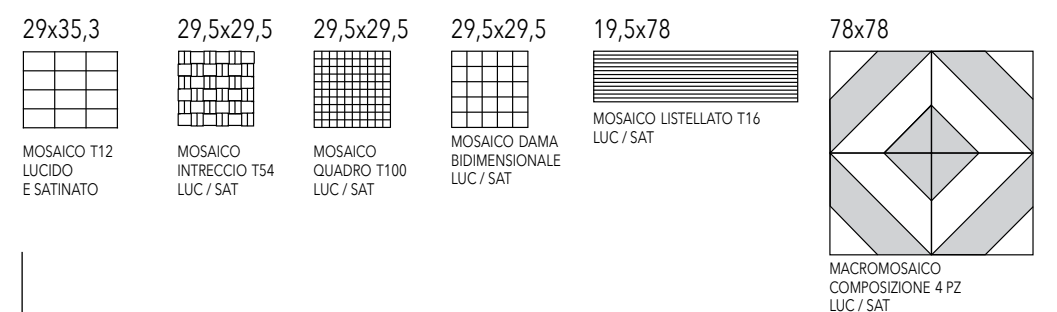 29x35,3
MOSAICO T12
LUCIDO
E SATINATO
29,5x29,5
MOSAICO
INTRECCIO T54
LUC / SAT
29,5x29,5
MOSAICO
QUADRO T100
LUC / SAT
29,5x29,5
MOSAICO DAMA
BIDIMENSIONALE
LUC / SAT
19,5x78
MOSAICO LISTELLATO T16
LUC / SAT
78x78
MACROMOSAICO
COMPOSIZIONE 4 PZ
LUC / SAT